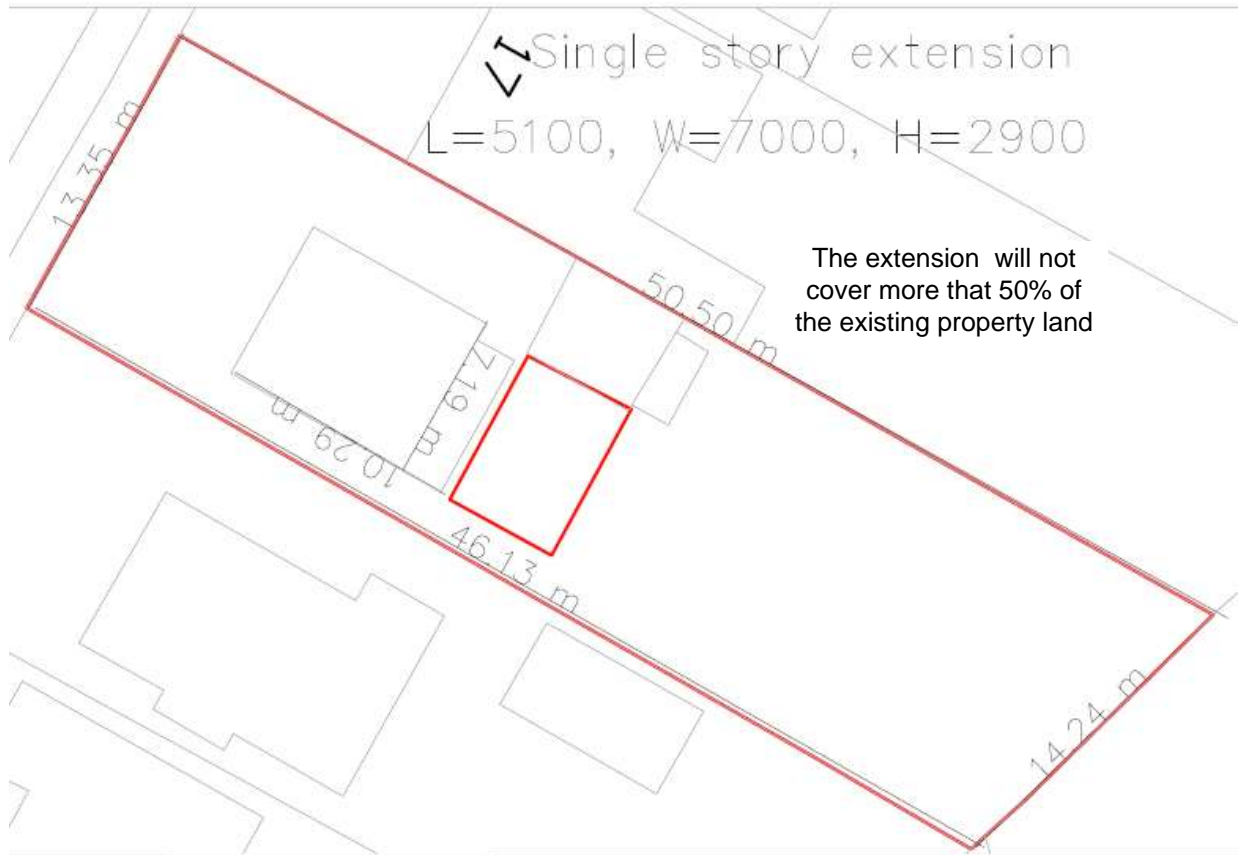 17
Single story extension
L=5100, W=7000, H=2900
The extension will not
cover more that 50% of
the existing property land
13.35 m
50.50 m
7.19 m
10.29 m
46.13 m
14.24 m